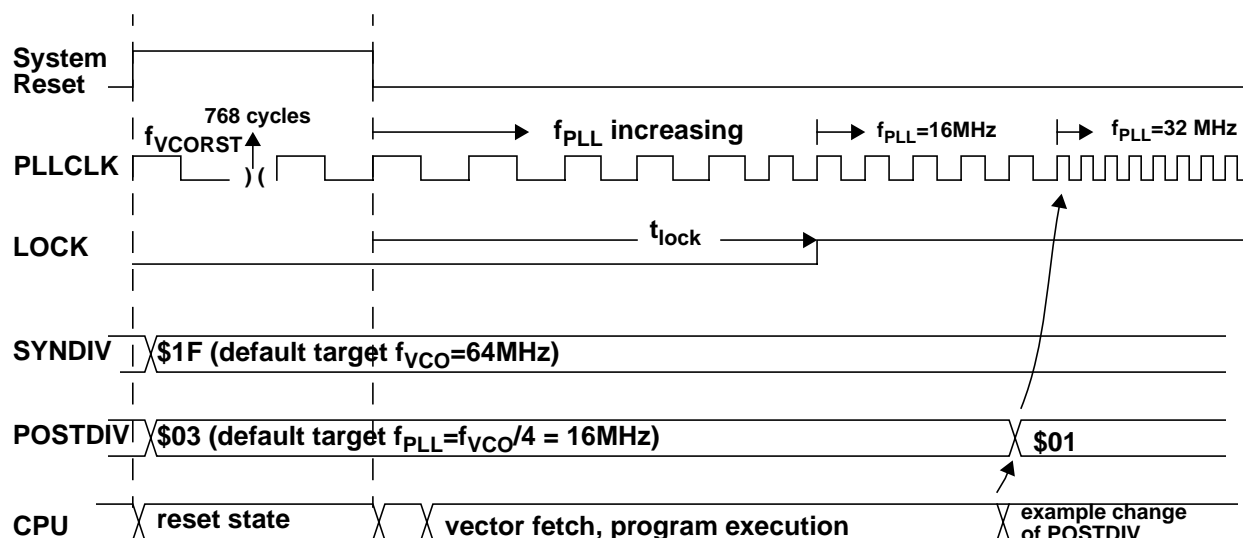 System
Reset
768 cycles
fVCORST
fPLL increasing
fPLL=16MHz
fPLL=32 MHz
PLLCLK
) (
LOCK
tlock
SYNDIV
$1F (default target fVCO=64MHz)
POSTDIV
$03 (default target fPLL=fVCO/4 = 16MHz)
$01
CPU
reset state
vector fetch, program execution
example change
of POSTDIV